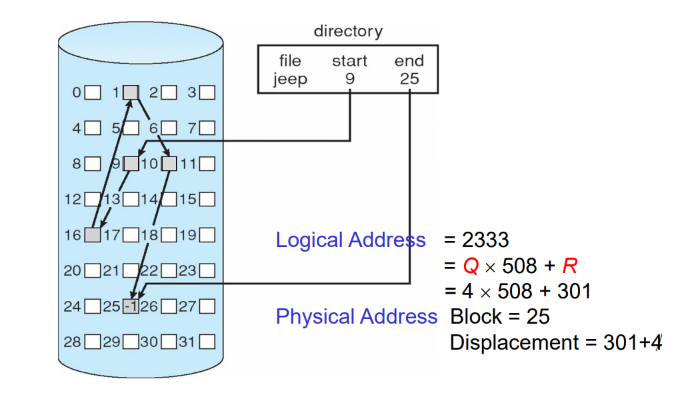 directory
file start end
jeep 9 25
0 1 2 3
4 5 6 7
8 9 10 11
12 13 14 15
16 17 18 19
20 21 22 23
24 25 -1 26 27
28 29 30 31
Logical Address = 2333
= Q × 508 + R
= 4 × 508 + 301
Physical Address Block = 25
Displacement = 301+4